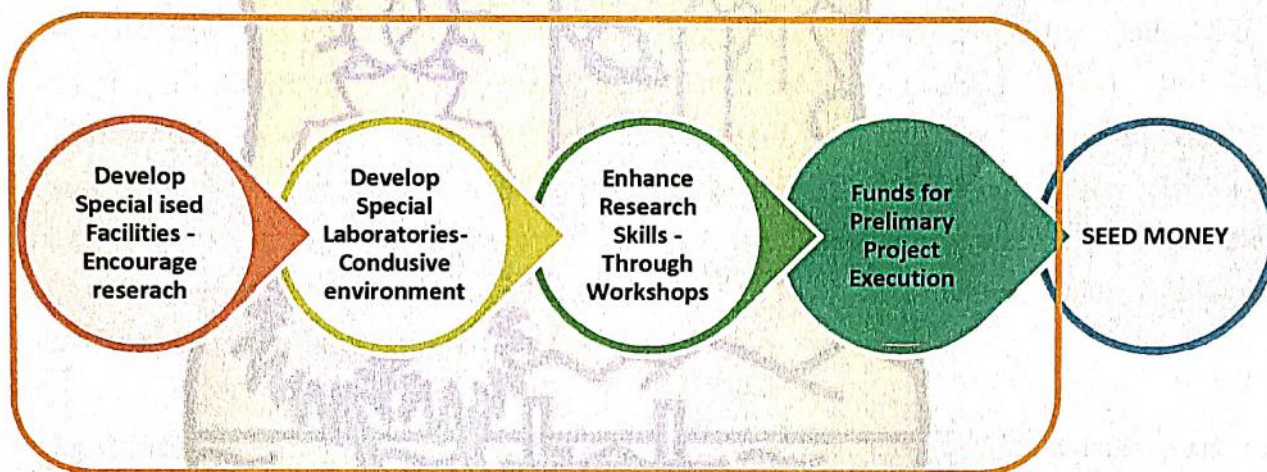 Develop
Special ised
Facilities -
Encourage
reserach
Develop
Special
Laboratories-
Condusive
environment
Enhance
Research
Skills -
Through
Workshops
Funds for
Prelimary
Project
Execution
SEED MONEY